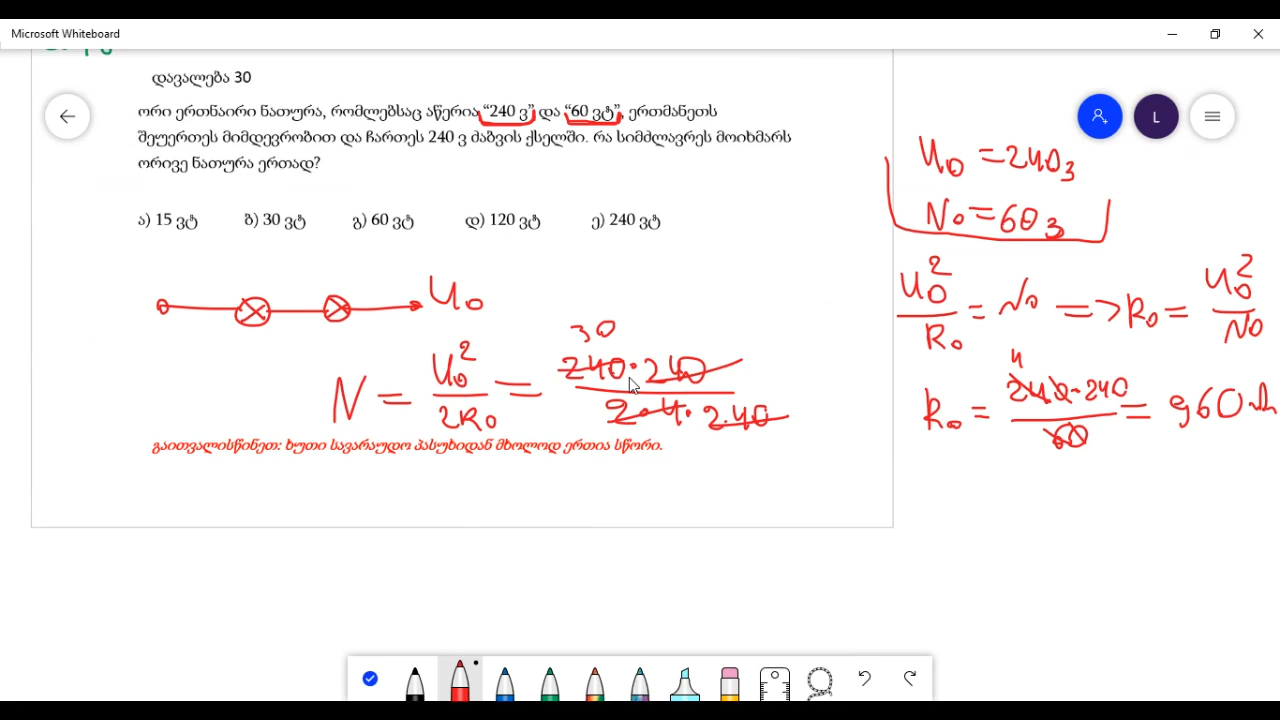 Microsoft Whiteboard
დავალება 30
ორი ერთნაირი ნათურა, რომლებსაც აწერია “240 ვ” და “60 ვტ”, ერთმანეთს
შეუერთეს მიმდევრობით და ჩართეს 240 ვ ძაბვის ქსელში. რა სიმძლავრეს მოიხმარს
ორივე ნათურა ერთად?
ა) 15 ვტ ბ) 30 ვტ გ) 60 ვტ დ) 120 ვტ ე) 240 ვტ
U₀
30
N = U₀² / 2R₀ = 240·240 / 2·4·240
გაითვალისწინეთ: ხუთი სავარაუდო პასუხიდან მხოლოდ ერთია სწორი.
L
U₀ = 240ვ
N₀ = 60ვ
U₀² / R₀ = N₀ => R₀ = U₀² / N₀
4
R₀ = 240·240 / 60 = 960